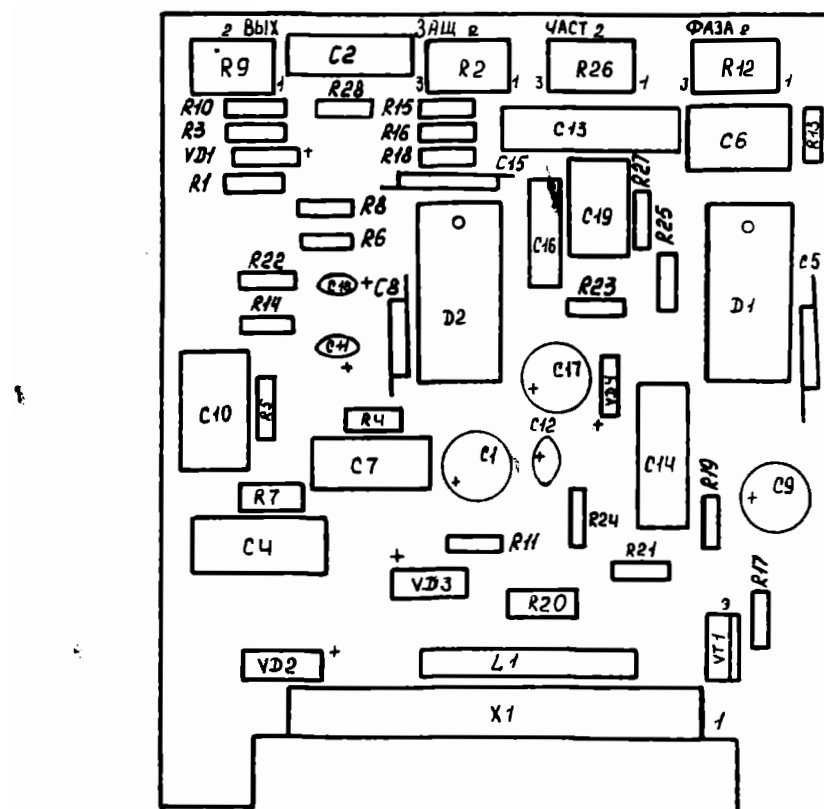 2 ВЫХ ЗАЩ 2 ЧАСТ 2 ФАЗА 2
R9 1 C2 3 R2 1 3 R26 1 3 R12 1
R10 R28 R15 C13 C6 R13
R3 R16
VD1 + R18 C15 R27
R1 C19
R8 C16 R25
R6
R22 C18 + C8 D2 R23 D1 C5
R14
C11 +
C10 R5 C17 + VD4 +
R4 C12
C7 C1 + + C14 R19 C9 +
R7
C4 R24
R11 R21
+ VD3 R20 R17
Э
VT1
VD2 + L1
X1 1